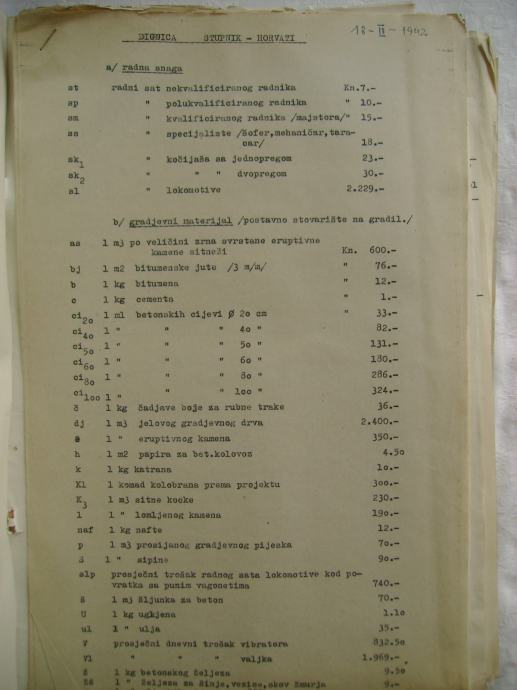 DIONICA STUPNIK - HORVATI
18-II-1942
a/ radna snaga
st radni sat nekvalificiranog radnika Kn.7.-
sp " polukvalificiranog radnika " 10.-
sm " kvalificiranog radnika /majstora/" 15.-
ss " specijaliste /šofer,mehaničar,tara-
car/ 18.-
sk1 " kočijaša sa jednopregom 23.-
sk2 " " " dvopregom 30.-
sl " lokomotive 2.229.-
b/ gradjevni materijal /postavno stovarište na gradil./
as 1 m3 po veličini zrna svrstane eruptivne
kamene sitneži Kn. 600.-
bj 1 m2 bitumenske jute /3 m/m/ " 76.-
b 1 kg bitumena " 12.-
c 1 kg cementa " 1.-
ci20 1 ml betonskih cijevi Ø 20 cm " 33.-
ci40 1 " " " 40 " 82.-
ci50 1 " " " 50 " 131.-
ci60 1 " " " 60 " 180.-
ci80 1 " " " 80 " 286.-
ci100 1 " " " 100 " 324.-
č 1 kg čadjave boje za rubne trake 36.-
dj 1 m3 jelovog gradjevnog drva 2.400.-
e 1 " eruptivnog kamena 350.-
h 1 m2 papira za bet.kolovoz 4.50
k 1 kg katrana 10.-
Kl 1 komad kolobrana prema projektu 300.-
K3 1 m3 sitne kocke 230.-
l 1 " lomljenog kamena 190.-
naf 1 kg nafte 12.-
p 1 m3 prosijanog gradjevnog pijeska 70.-
1 " sipine 90.-
slp prosječni trošak radnog sata lokomotive kod po-
vratka sa punim vagonetima 740.-
š 1 m3 šljunka za beton 70.-
U 1 kg ugljena 1.10
ul 1 " ulja 35.-
V prosječni dnevni trošak vibratora 832.50
Vl " " " valjka 1.969.-
ž 1 kg betonskog željeza 9.50
1 " željeza za šinje,vezice,okov